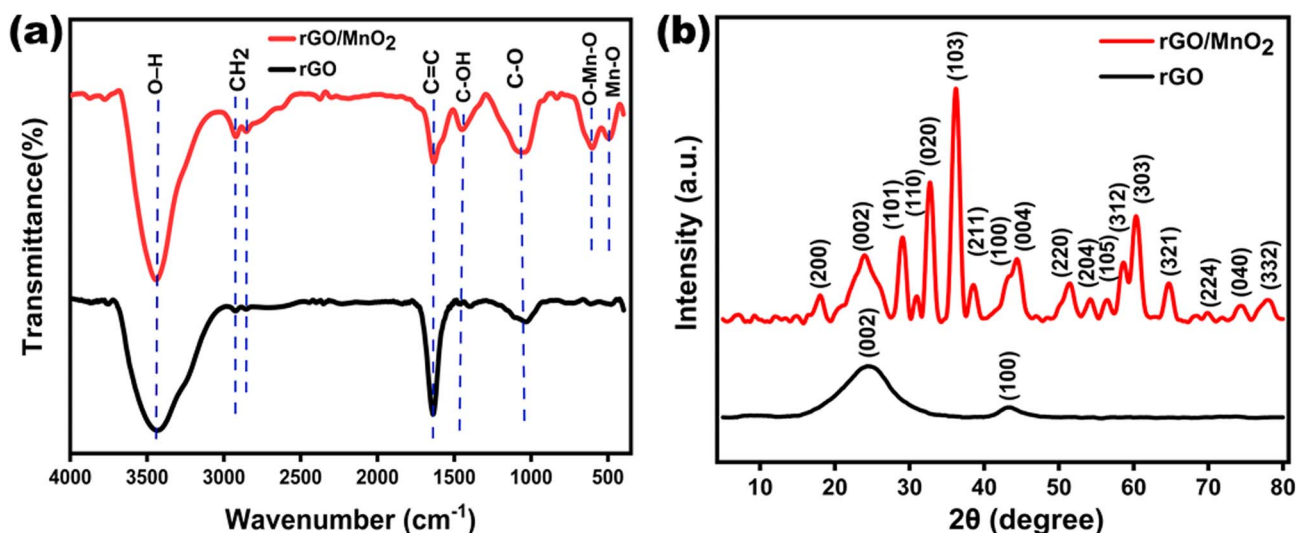 (a)
rGO/MnO₂
rGO
O–H
CH2
C=C
C-OH
C-O
O-Mn-O
Mn-O
Transmittance(%)
4000 3500 3000 2500 2000 1500 1000 500
Wavenumber (cm⁻¹)
(b)
rGO/MnO₂
rGO
(200)
(002)
(101)
(110)
(020)
(103)
(211)
(100)
(004)
(220)
(204)
(105)
(312)
(303)
(321)
(224)
(040)
(332)
(002)
(100)
Intensity (a.u.)
10 20 30 40 50 60 70 80
2θ (degree)